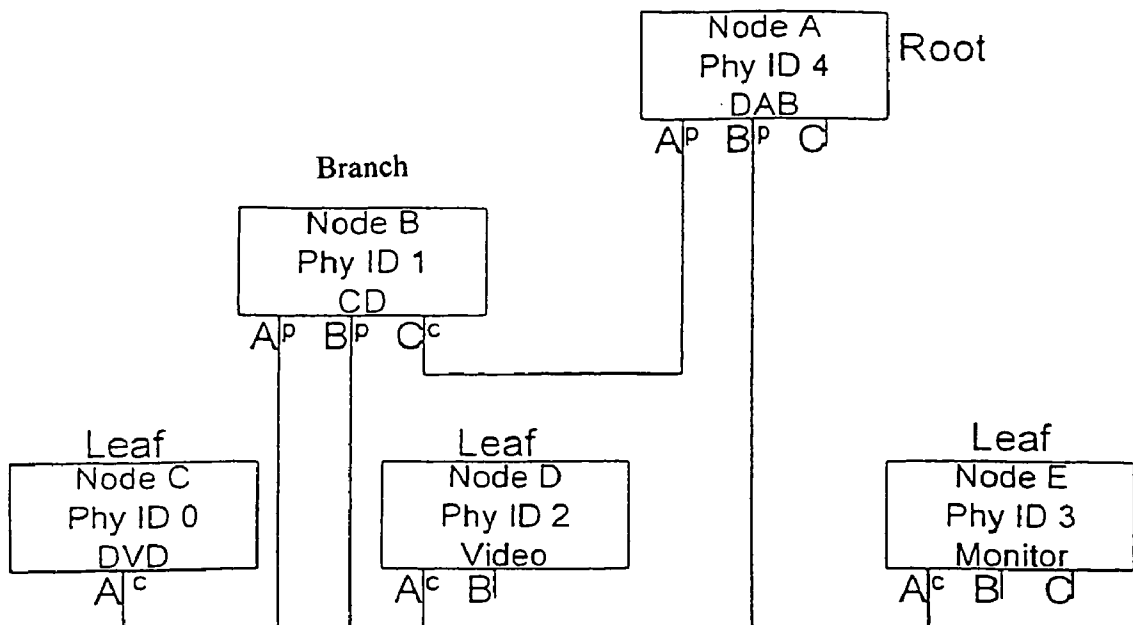 Node A
Phy ID 4
DAB
Root
A p B p C
Branch
Node B
Phy ID 1
CD
A p B p C c
Leaf
Node C
Phy ID 0
DVD
A c
Leaf
Node D
Phy ID 2
Video
A c B
Leaf
Node E
Phy ID 3
Monitor
A c B C